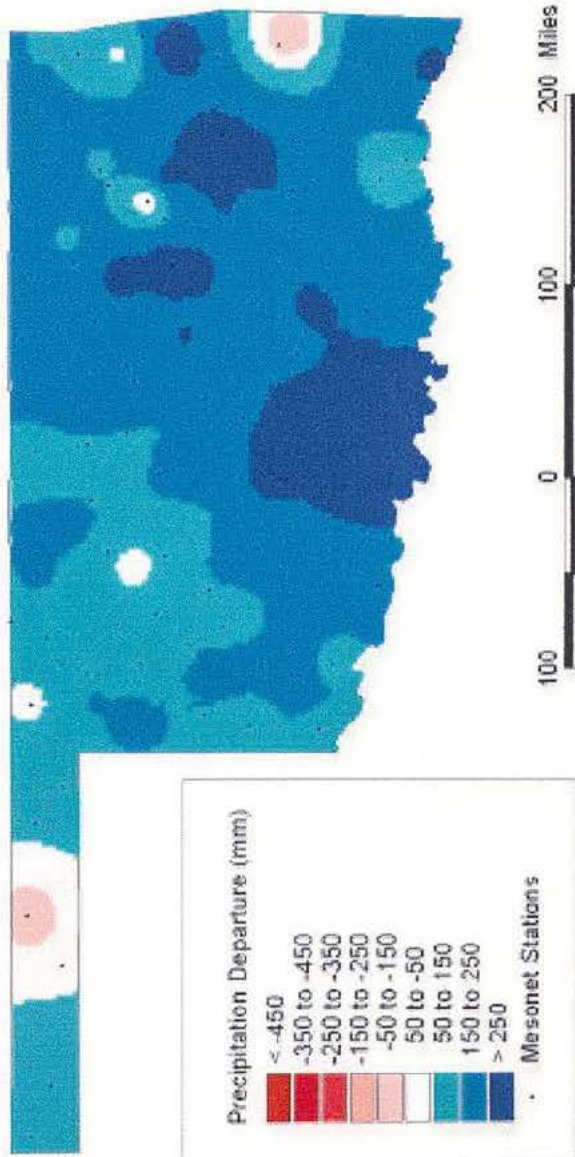 Precipitation Departure (mm)
< -450
-350 to -450
-250 to -350
-150 to -250
-50 to -150
50 to -50
50 to 150
150 to 250
> 250
Mesonet Stations
100 0 100 200 Miles